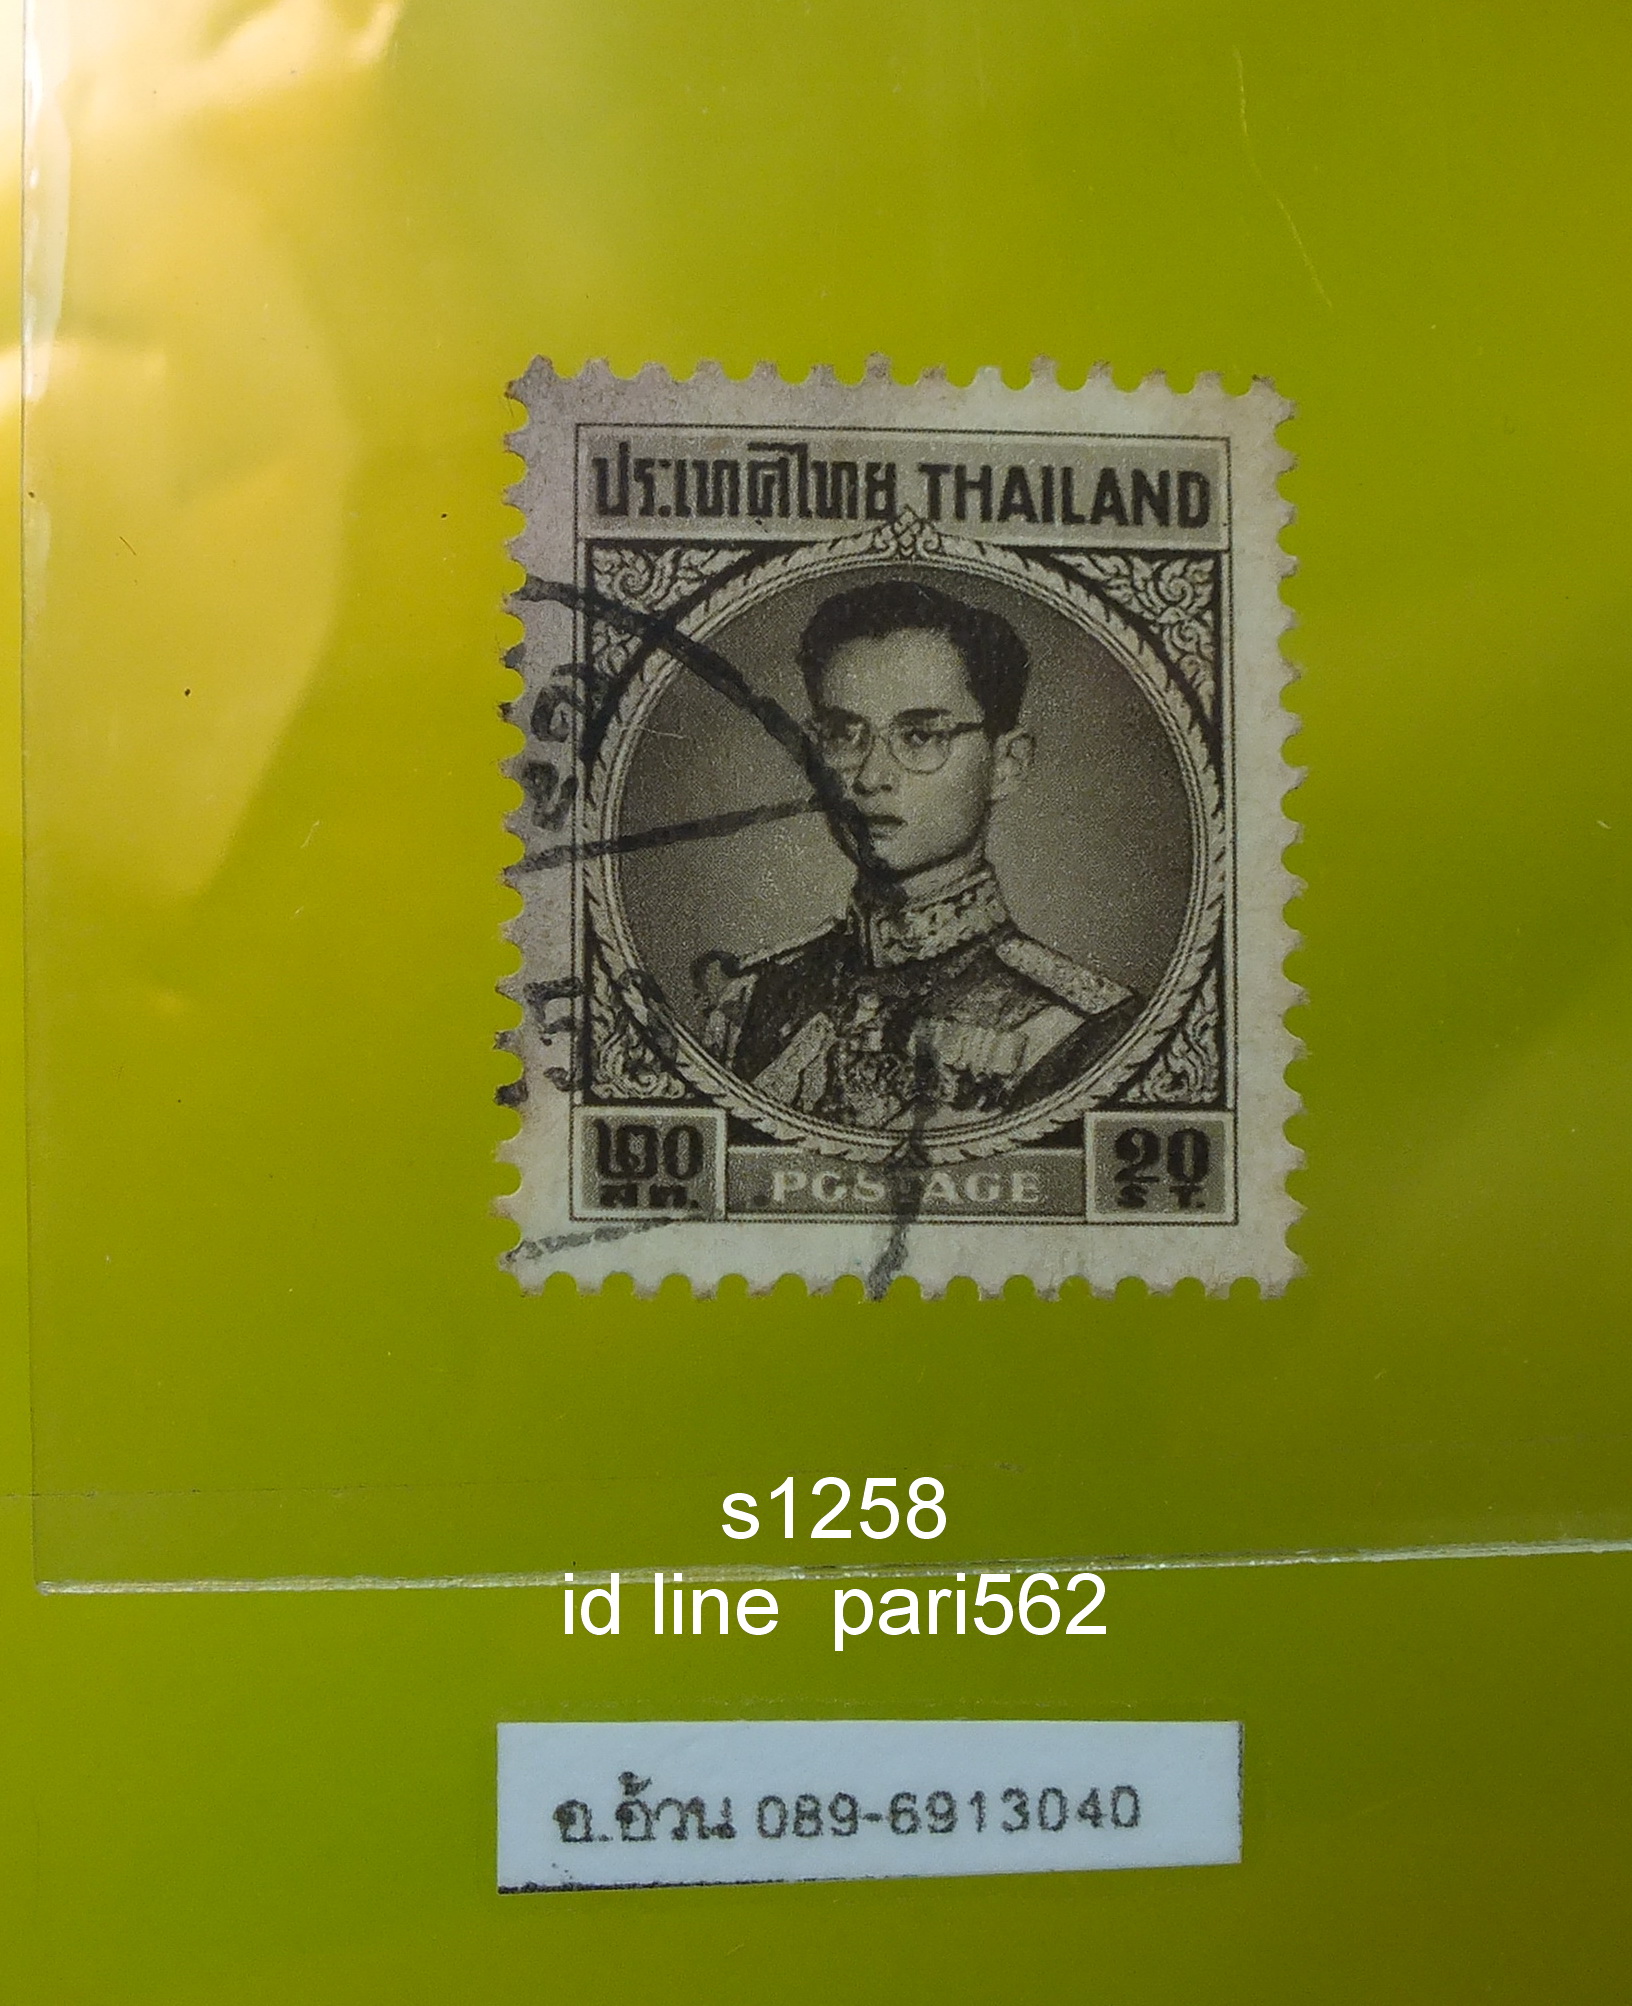 ประเทศไทย THAILAND
๒๐ 20
สต. ST.
POSTAGE
s1258
id line pari562
อ.อ้วน 089-6913040